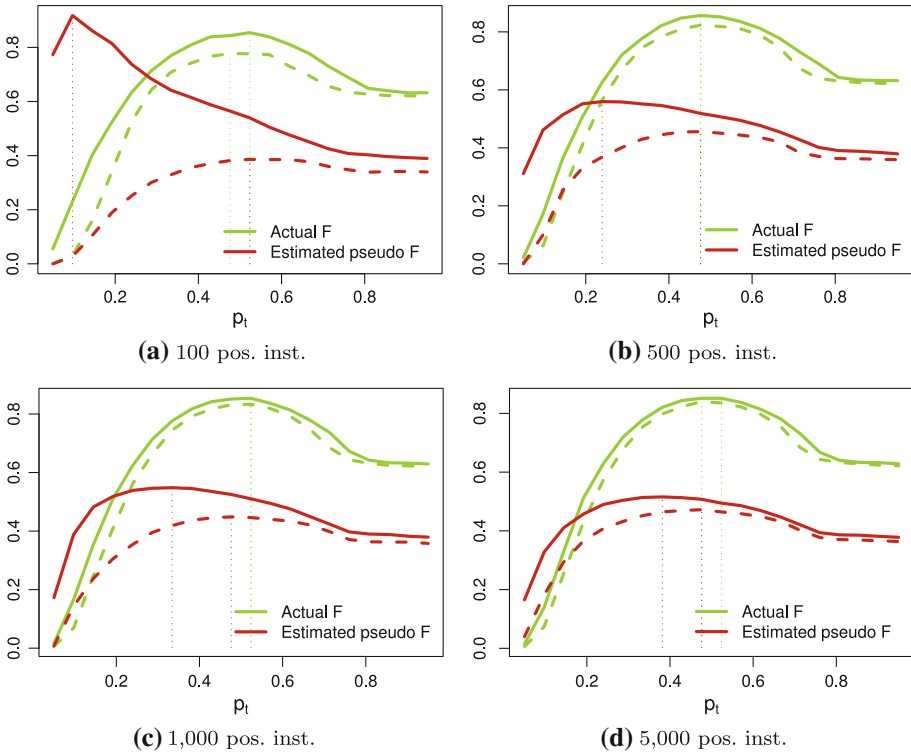 0.0 0.2 0.4 0.6 0.8
Actual F
Estimated pseudo F
0.2 0.4 0.6 0.8
pt
(a) 100 pos. inst.
0.0 0.2 0.4 0.6 0.8
Actual F
Estimated pseudo F
0.2 0.4 0.6 0.8
pt
(b) 500 pos. inst.
0.0 0.2 0.4 0.6 0.8
Actual F
Estimated pseudo F
0.2 0.4 0.6 0.8
pt
(c) 1,000 pos. inst.
0.0 0.2 0.4 0.6 0.8
Actual F
Estimated pseudo F
0.2 0.4 0.6 0.8
pt
(d) 5,000 pos. inst.